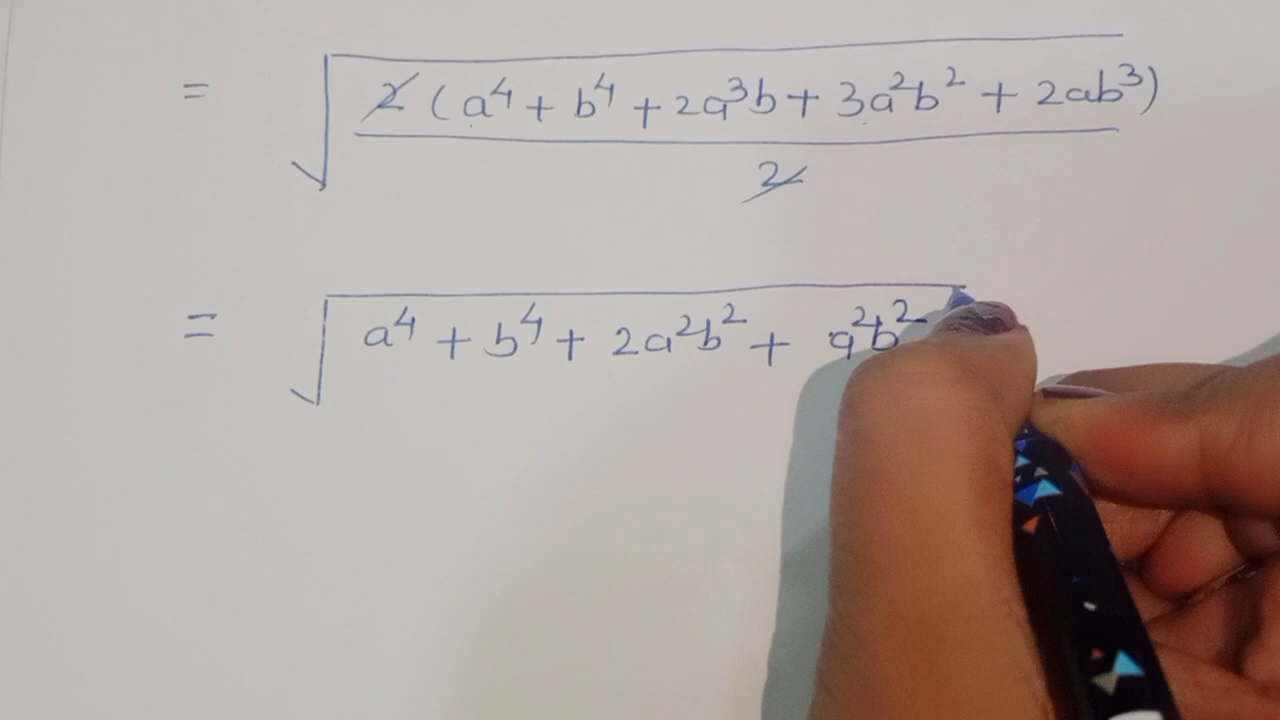 = √ 2 (a⁴ + b⁴ + 2a³b + 3a²b² + 2ab³)
2
= √ a⁴ + b⁴ + 2a²b² + a²b²